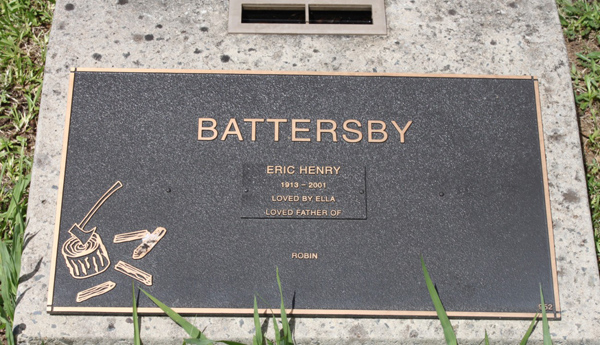 BATTERSBY
ERIC HENRY
1913 – 2001
LOVED BY ELLA
LOVED FATHER OF
ROBIN